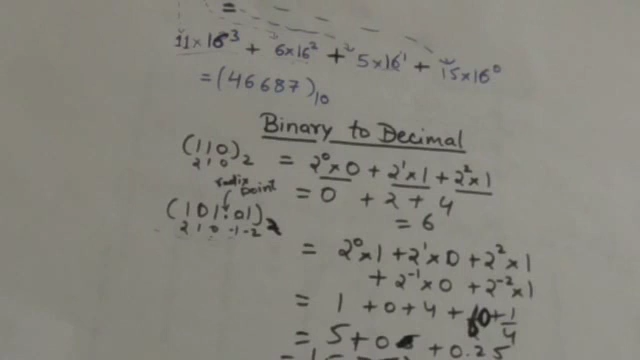 =
11×16³ + 6×16² + 5×16¹ + 15×16⁰
= (46687)₁₀
Binary to Decimal
(110)₂ = 2⁰×0 + 2¹×1 + 2²×1
2 1 0
= 0 + 2 + 4
= 6
radix point
(101.01)₂
2 1 0 -1 -2
= 2⁰×1 + 2¹×0 + 2²×1
+ 2⁻¹×0 + 2⁻²×1
= 1 + 0 + 4 + 0 + 1/4
= 5 + 0 + 0.25